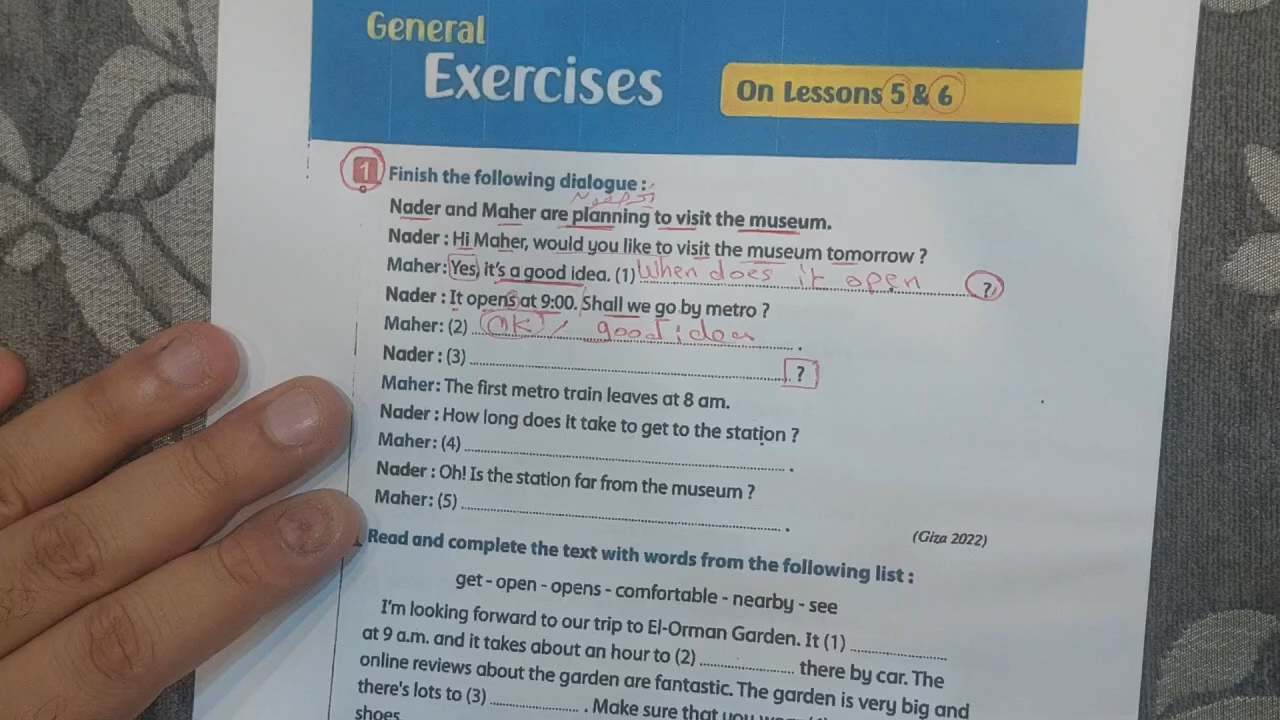 General
Exercises
On Lessons 5 & 6
1 Finish the following dialogue :
Nader and Maher are planning to visit the museum.
Nader : Hi Maher, would you like to visit the museum tomorrow ?
Maher: Yes, it's a good idea. (1) When does it open ?
Nader : It opens at 9:00. Shall we go by metro ?
Maher: (2) OK, good idea .
Nader : (3) ?
Maher: The first metro train leaves at 8 am.
Nader : How long does it take to get to the station ?
Maher: (4) .
Nader : Oh! Is the station far from the museum ?
Maher: (5) .
(Giza 2022)
Read and complete the text with words from the following list :
get - open - opens - comfortable - nearby - see
I'm looking forward to our trip to El-Orman Garden. It (1)
at 9 a.m. and it takes about an hour to (2) there by car. The
online reviews about the garden are fantastic. The garden is very big and
there's lots to (3) . Make sure that you
shoes